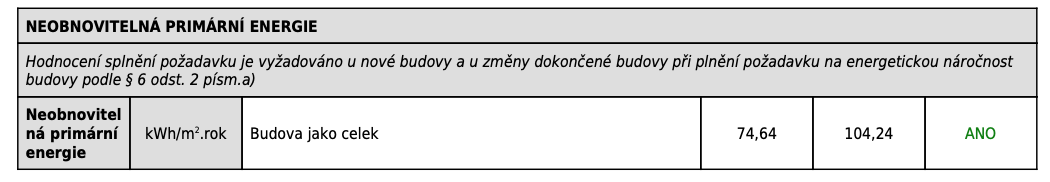 NEOBNOVITELNÁ PRIMÁRNÍ ENERGIE
Hodnocení splnění požadavku je vyžadováno u nové budovy a u změny dokončené budovy při plnění požadavku na energetickou náročnost
budovy podle § 6 odst. 2 písm.a)
Neobnovitel
ná primární
energie
kWh/m².rok
Budova jako celek
74,64
104,24
ANO